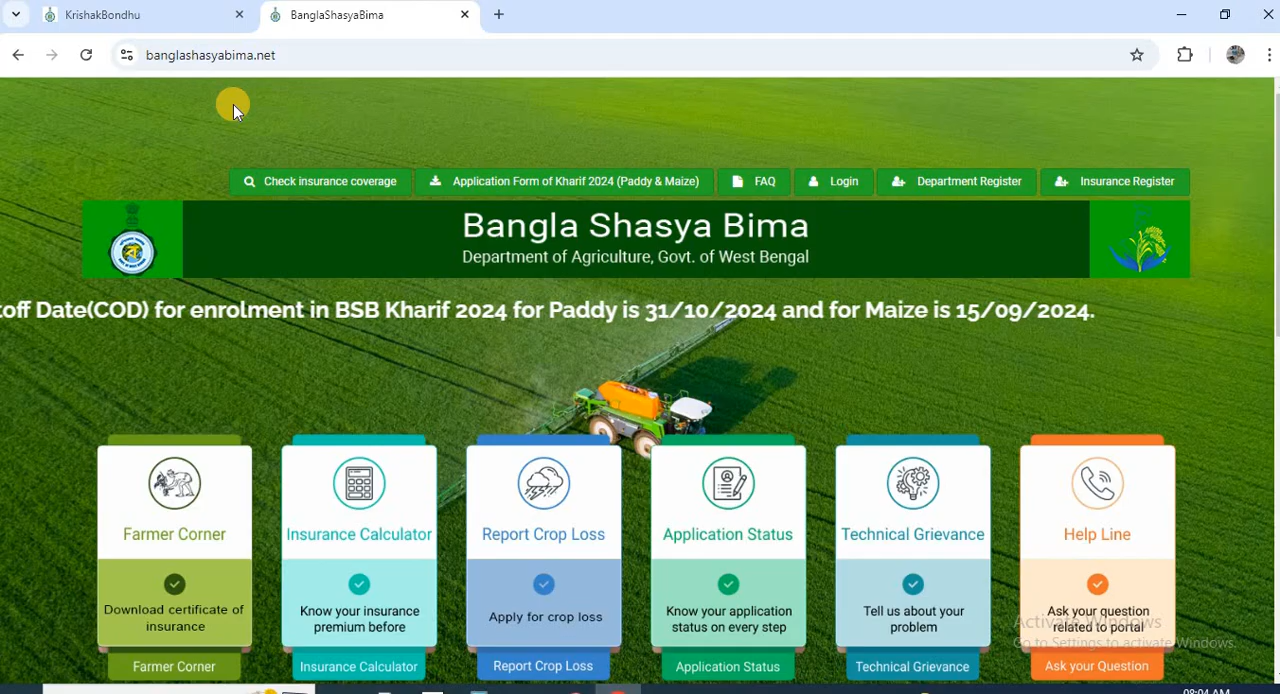 KrishakBondhu
BanglaShasyaBima
banglashasyabima.net
Check insurance coverage
Application Form of Kharif 2024 (Paddy & Maize)
FAQ
Login
Department Register
Insurance Register
Bangla Shasya Bima
Department of Agriculture, Govt. of West Bengal
toff Date(COD) for enrolment in BSB Kharif 2024 for Paddy is 31/10/2024 and for Maize is 15/09/2024.
Farmer Corner
Download certificate of
insurance
Farmer Corner
Insurance Calculator
Know your insurance
premium before
Insurance Calculator
Report Crop Loss
Apply for crop loss
Report Crop Loss
Application Status
Know your application
status on every step
Application Status
Technical Grievance
Tell us about your
problem
Technical Grievance
Help Line
Ask your question
related to portal
Ask your Question
Activate Windows
Go to Settings to activate Windows.
08:04 AM